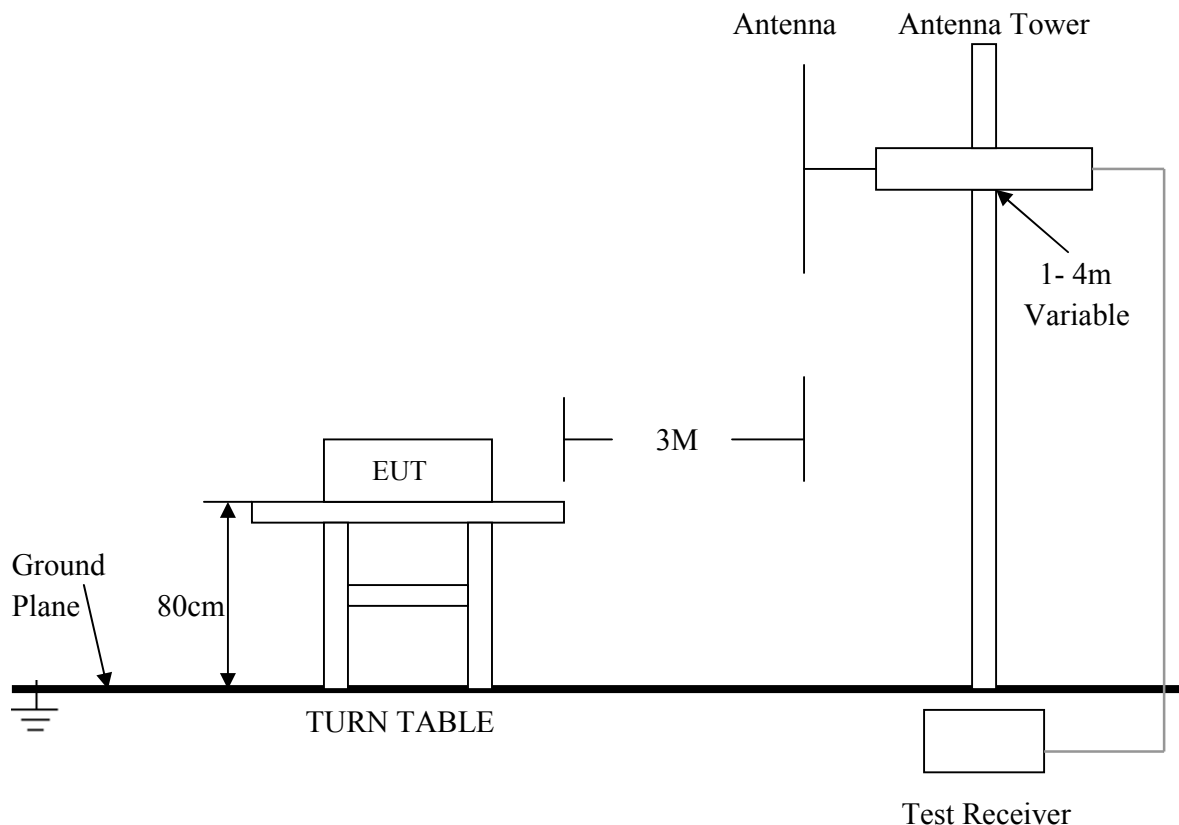 Antenna
Antenna Tower
1- 4m
Variable
3M
EUT
Ground
Plane
80cm
TURN TABLE
Test Receiver